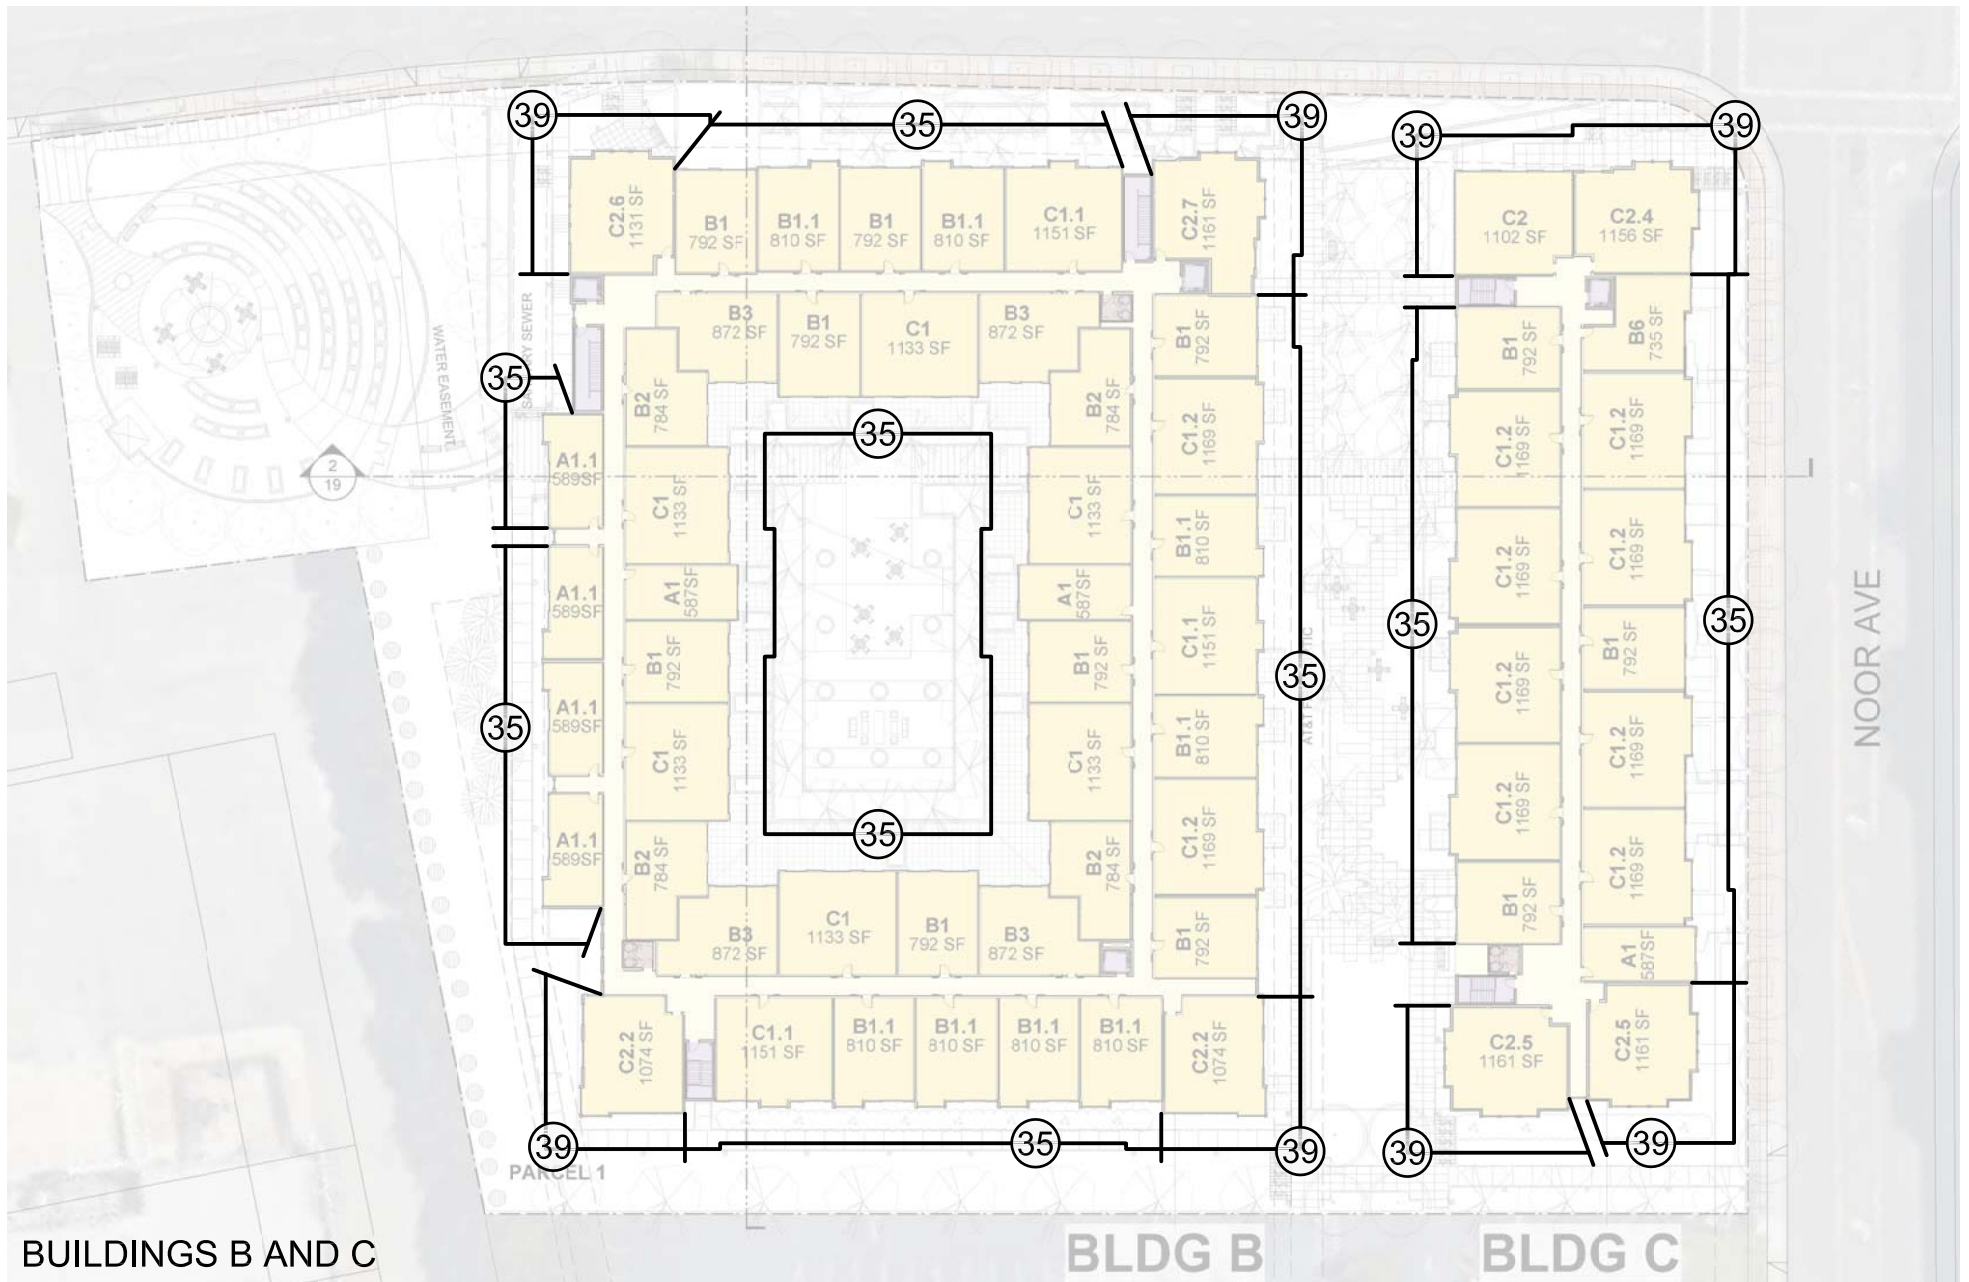 39
35
39
39
39
C2.6
1131 SF
B1
792 SF
B1.1
810 SF
B1
792 SF
B1.1
810 SF
C1.1
1151 SF
C2.7
1161 SF
C2
1102 SF
C2.4
1156 SF
B3
872 SF
B1
792 SF
C1
1133 SF
B3
872 SF
B1
792 SF
B1
792 SF
B6
735 SF
WATER EASEMENT
35
B2
784 SF
B2
784 SF
C1.2
1169 SF
C1.2
1169 SF
C1.2
1169 SF
35
2
19
A1.1
589SF
C1
1133 SF
C1
1133 SF
B1.1
810 SF
C1.2
1169 SF
C1.2
1169 SF
A1.1
589SF
A1
587SF
A1
587SF
C1.1
1151 SF
35
35
B1
792 SF
B1
792 SF
C1.2
1169 SF
B1
792 SF
35
NOOR AVE
35
A1.1
589SF
C1
1133 SF
C1
1133 SF
B1.1
810 SF
C1.2
1169 SF
C1.2
1169 SF
35
A1.1
589SF
B2
784 SF
B2
784 SF
C1.2
1169 SF
C1.2
1169 SF
B3
872 SF
C1
1133 SF
B1
792 SF
B3
872 SF
B1
792 SF
B1
792 SF
A1
587SF
C2.2
1074 SF
C1.1
1151 SF
B1.1
810 SF
B1.1
810 SF
B1.1
810 SF
B1.1
810 SF
C2.2
1074 SF
C2.5
1161 SF
C2.5
1161 SF
39
35
39
39
39
PARCEL 1
BUILDINGS B AND C
BLDG B
BLDG C